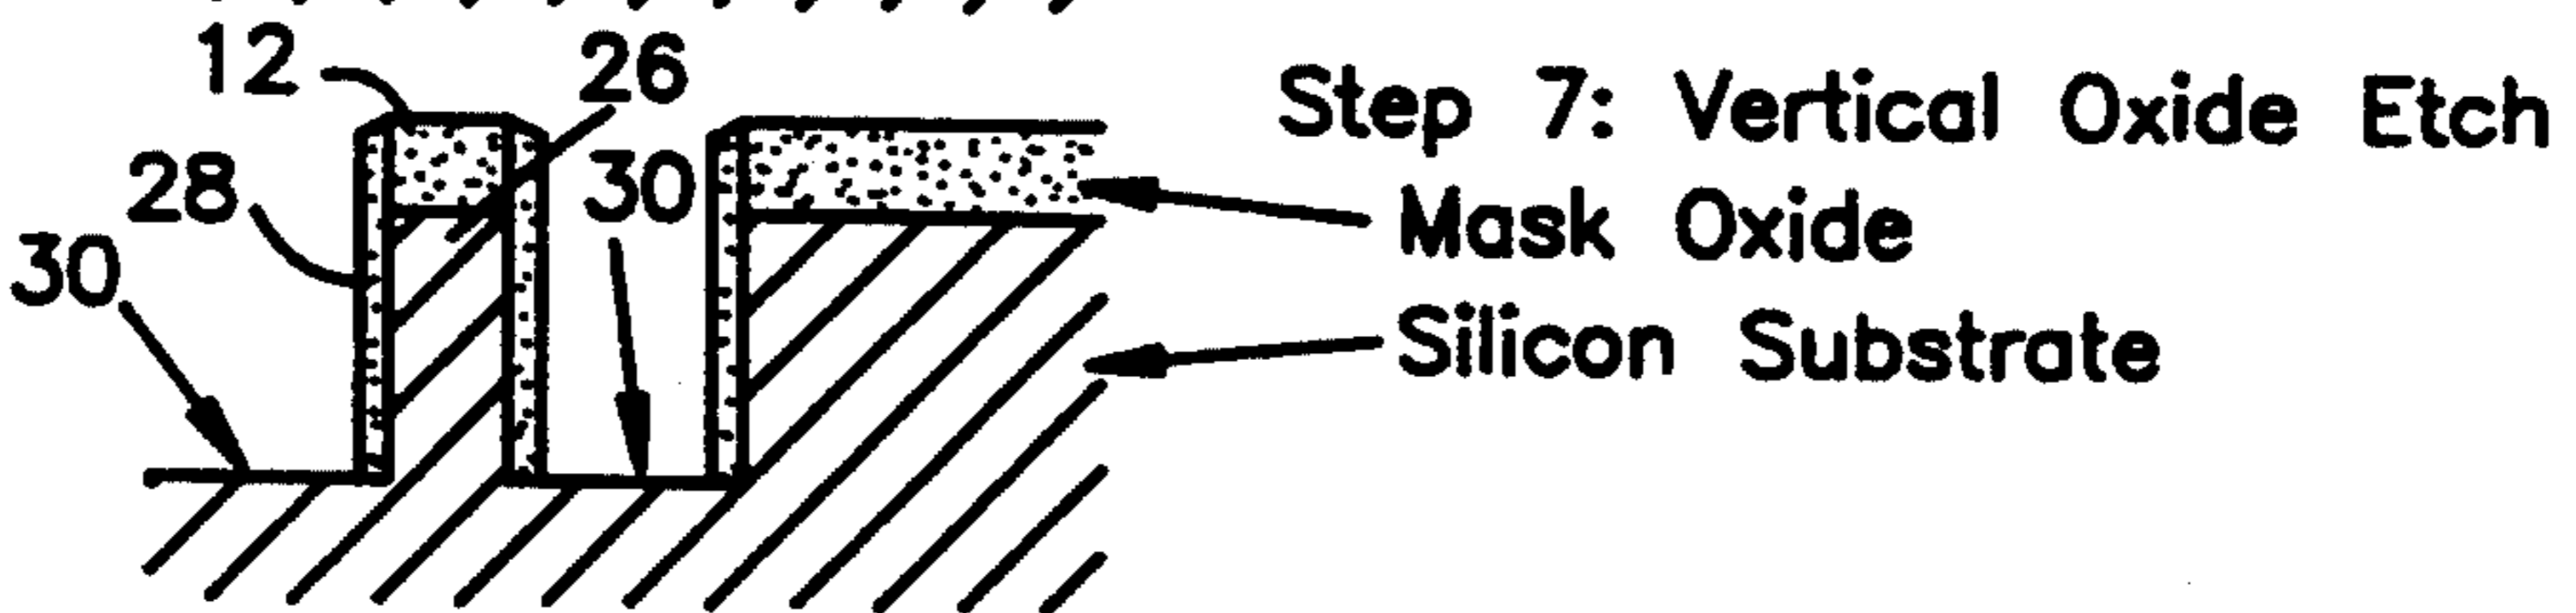 12
26
Step 7: Vertical Oxide Etch
28
30
Mask Oxide
30
Silicon Substrate